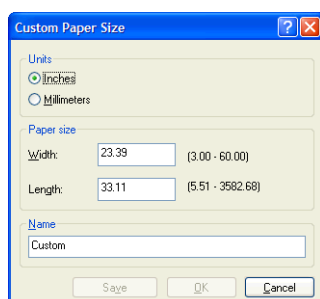 Custom Paper Size
Units
Inches
Millimeters
Paper size
Width: 23.39 (3.00 - 60.00)
Length: 33.11 (5.51 - 3582.68)
Name
Custom
Save OK Cancel